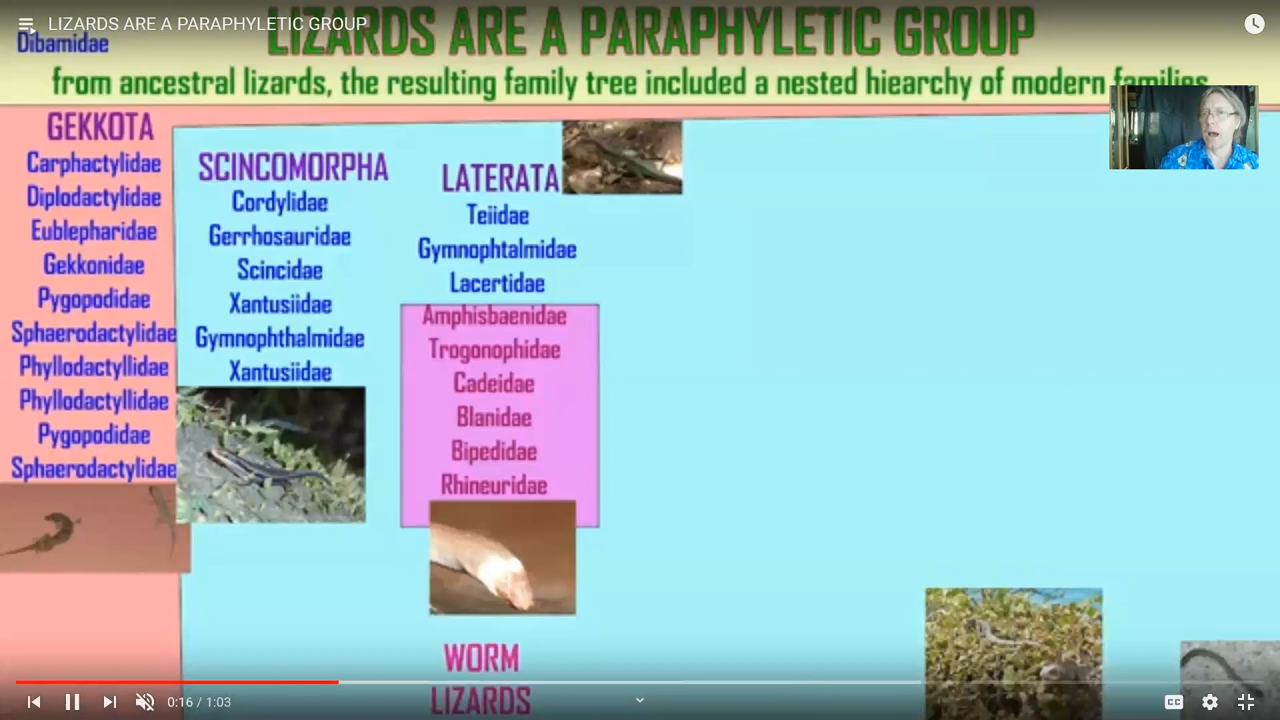 LIZARDS ARE A PARAPHYLETIC GROUP
Dibamidae
LIZARDS ARE A PARAPHYLETIC GROUP
from ancestral lizards, the resulting family tree included a nested hiearchy of modern families
GEKKOTA
Carphactylidae
Diplodactylidae
Eublepharidae
Gekkonidae
Pygopodidae
Sphaerodactylidae
Phyllodactyllidae
Phyllodactyllidae
Pygopodidae
Sphaerodactylidae
SCINCOMORPHA
Cordylidae
Gerrhosauridae
Scincidae
Xantusiidae
Gymnophthalmidae
Xantusiidae
LATERATA
Teiidae
Gymnophtalmidae
Lacertidae
Amphisbaenidae
Trogonophidae
Cadeidae
Blanidae
Bipedidae
Rhineuridae
WORM
LIZARDS
0:16 / 1:03
CC